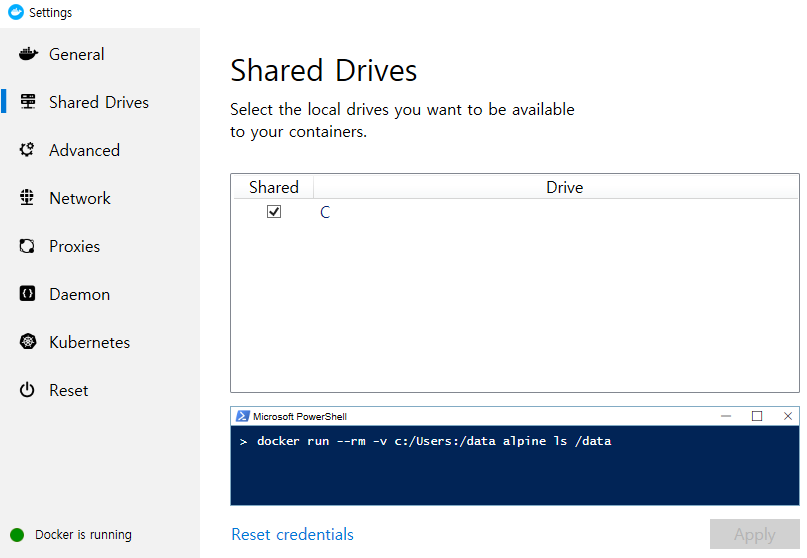 Settings
General
Shared Drives
Advanced
Network
Proxies
Daemon
Kubernetes
Reset
Docker is running
Shared Drives
Select the local drives you want to be available
to your containers.
Shared Drive
C
Microsoft PowerShell
> docker run --rm -v c:/Users:/data alpine ls /data
Reset credentials
Apply